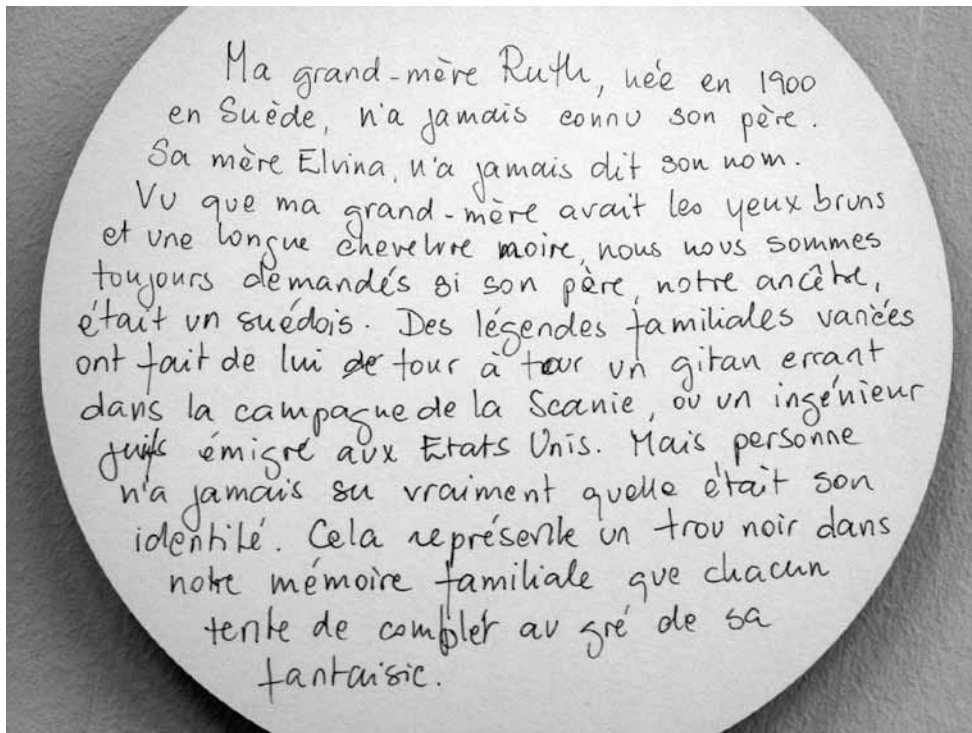 Ma grand-mère Ruth, née en 1900
en Suède, n'a jamais connu son père.
Sa mère Elvina, n'a jamais dit son nom.
Vu que ma grand-mère avait les yeux bruns
et une longue chevelure noire, nous nous sommes
toujours demandés si son père, notre ancêtre,
était un suédois. Des légendes familiales variées
ont fait de lui de tour à tour un gitan errant
dans la campagne de la Scanie, ou un ingénieur
juif émigré aux Etats Unis. Mais personne
n'a jamais su vraiment quelle était son
identité. Cela représente un trou noir dans
notre mémoire familiale que chacun
tente de combler au gré de sa
fantaisie.